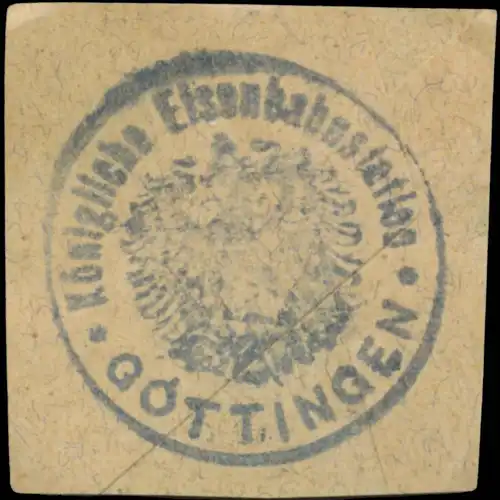 Königliche Eisenbahnstation
* GÖTTINGEN *